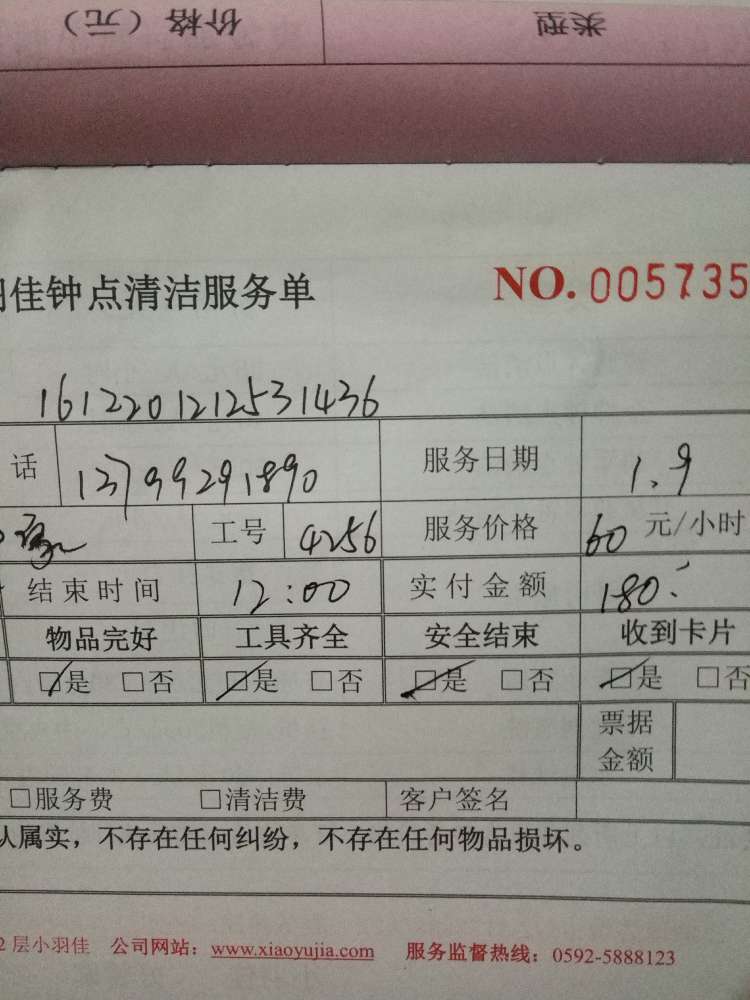 价格（元） 类型
羽佳钟点清洁服务单 NO. 005735
1612201212531436
话 13799291890 服务日期 1.9
工号 4256 服务价格 60 元/小时
结束时间 12:00 实付金额 180.
物品完好 工具齐全 安全结束 收到卡片
☑是 □否 ☑是 □否 ☑是 □否 ☑是 □否
票据金额
□服务费 □清洁费 客户签名
认属实，不存在任何纠纷，不存在任何物品损坏。
2层小羽佳 公司网站：www.xiaoyujia.com 服务监督热线：0592-5888123